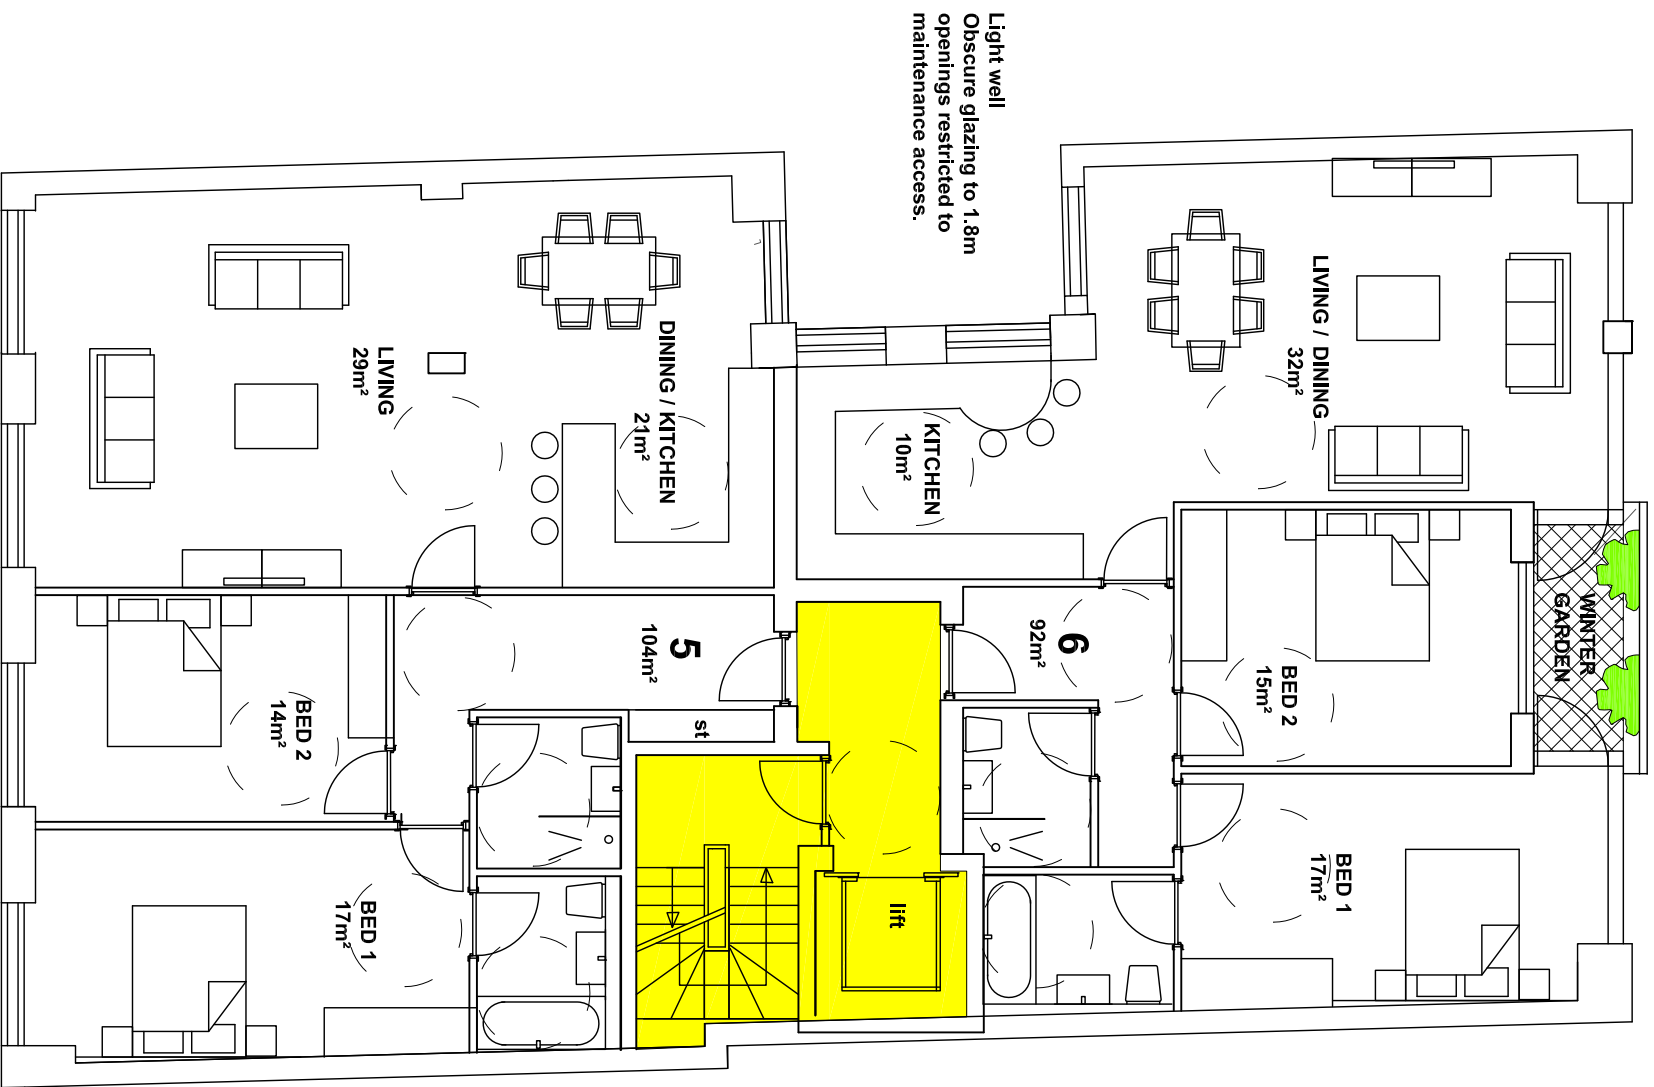 Light well
Obscure glazing to 1.8m
openings restricted to
maintenance access.
LIVING / DINING
32m²
KITCHEN
10m²
DINING / KITCHEN
21m²
LIVING
29m²
WINTER
GARDEN
BED 2
15m²
6
92m²
5
104m²
st
BED 2
14m²
BED 1
17m²
lift
BED 1
17m²